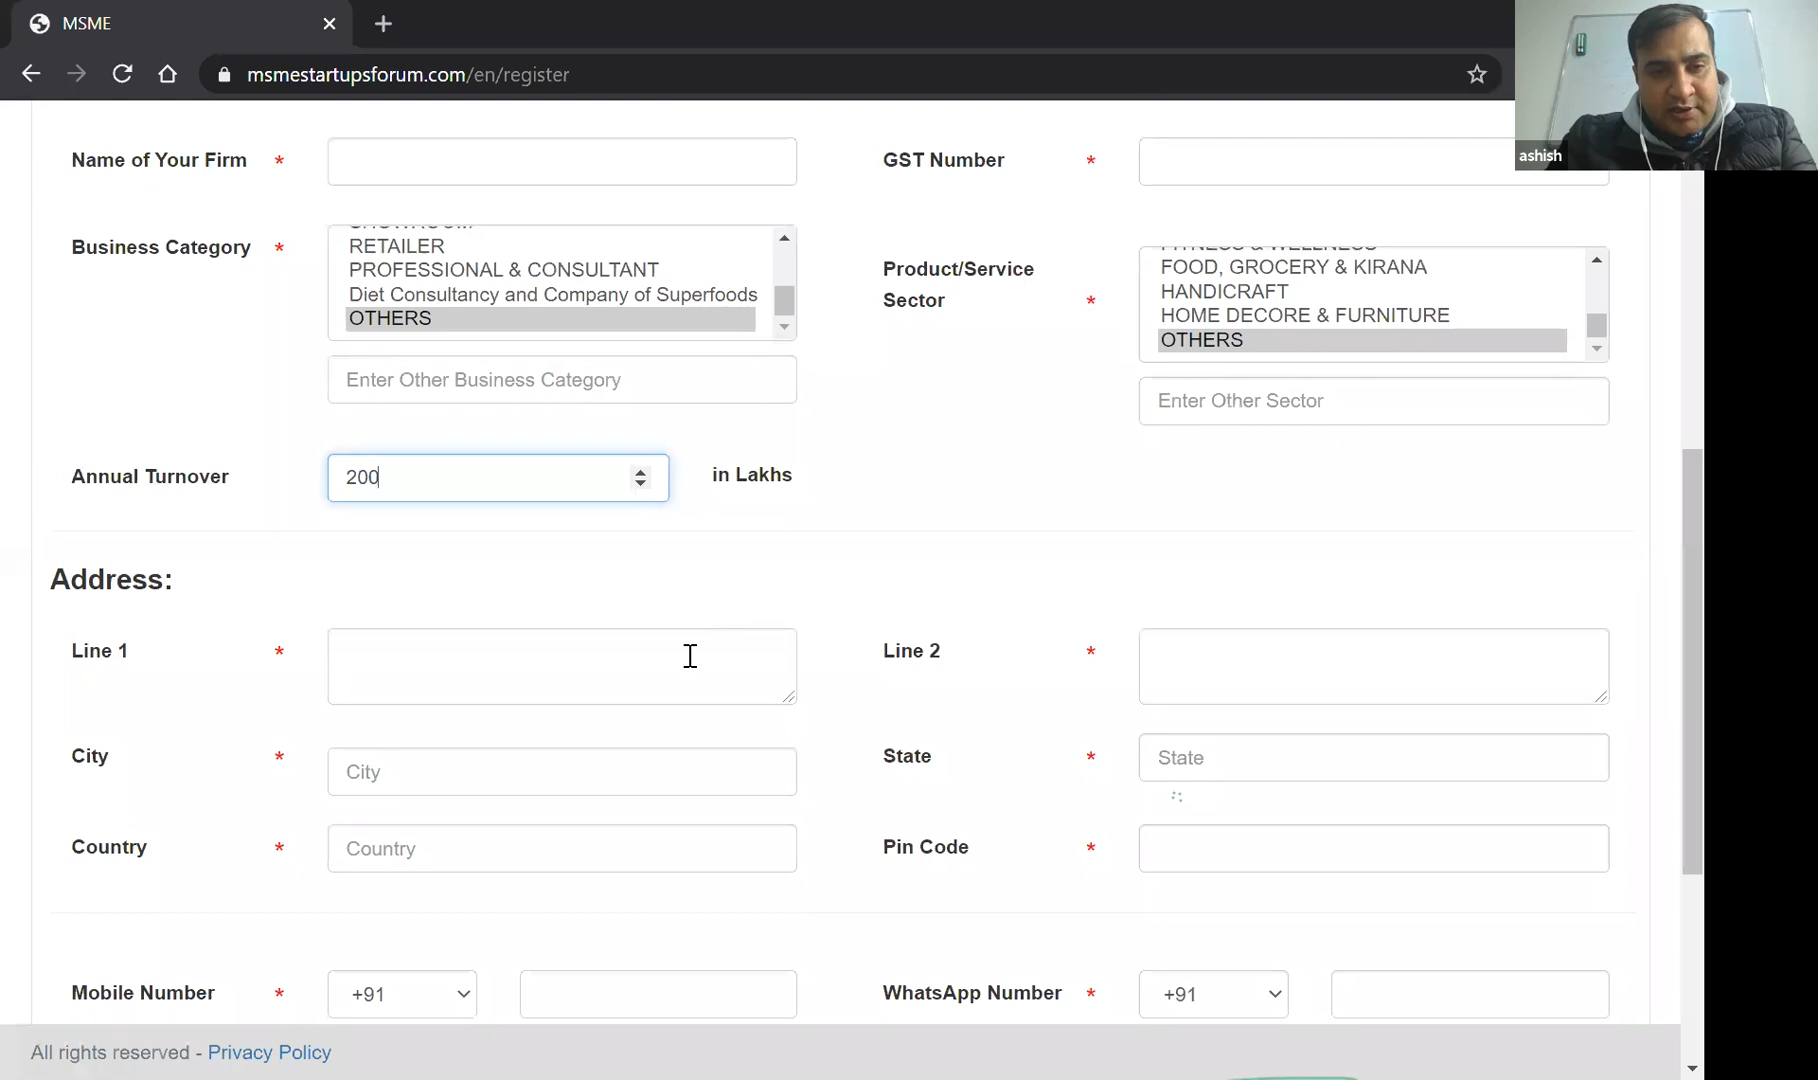 MSME
msmestartupsforum.com/en/register
ashish
Name of Your Firm *
GST Number *
Business Category *
RETAILER
PROFESSIONAL & CONSULTANT
Diet Consultancy and Company of Superfoods
OTHERS
Enter Other Business Category
Product/Service
Sector *
FITNESS & WELLNESS
FOOD, GROCERY & KIRANA
HANDICRAFT
HOME DECORE & FURNITURE
OTHERS
Enter Other Sector
Annual Turnover
200
in Lakhs
Address:
Line 1 *
Line 2 *
City *
City
State *
State
Country *
Country
Pin Code *
Mobile Number *
+91
WhatsApp Number *
+91
All rights reserved - Privacy Policy